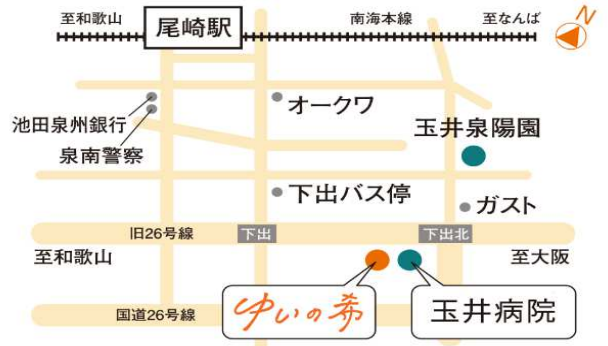 至和歌山
尾崎駅
南海本線
至なんば
N
オークワ
池田泉州銀行
泉南警察
玉井泉陽園
下出バス停
ガスト
旧26号線
下出
下出北
至和歌山
至大阪
国道26号線
ゆいの希
玉井病院